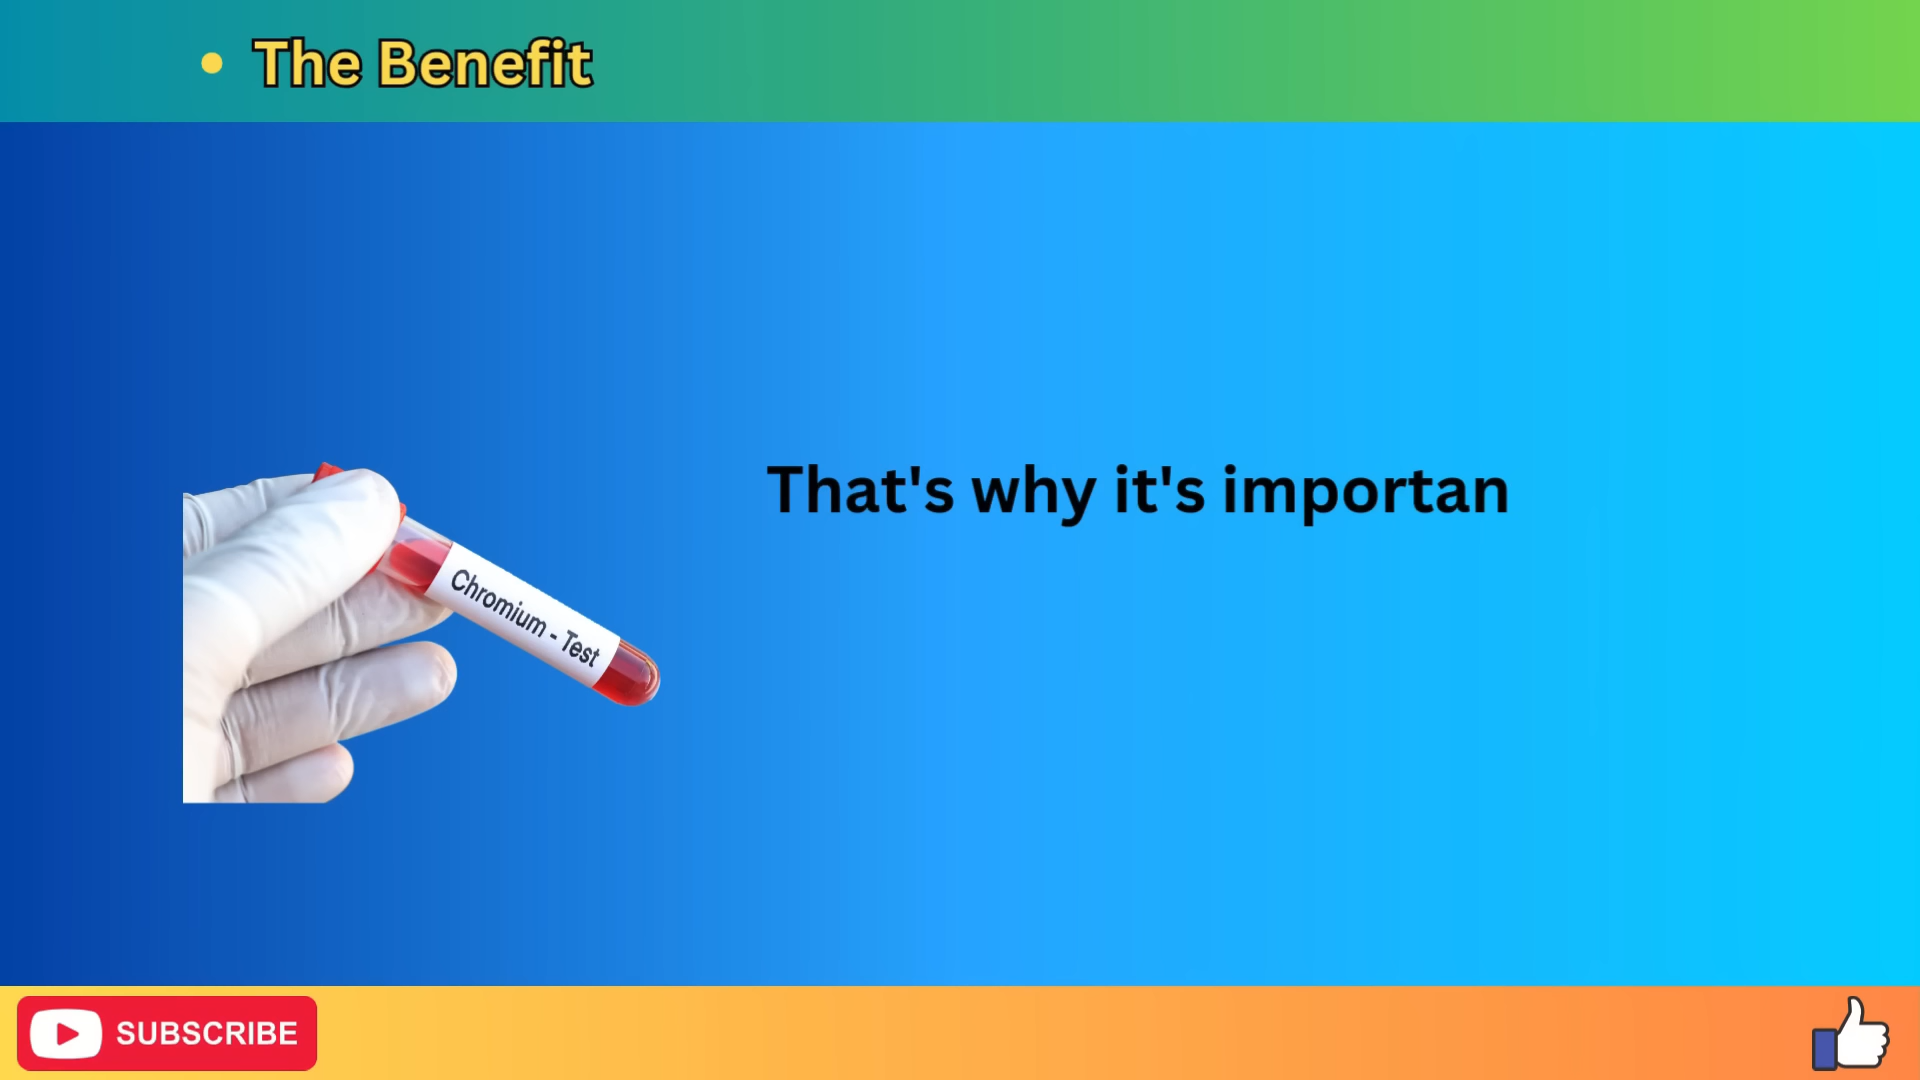 • The Benefit
That's why it's importan
Chromium - Test
SUBSCRIBE